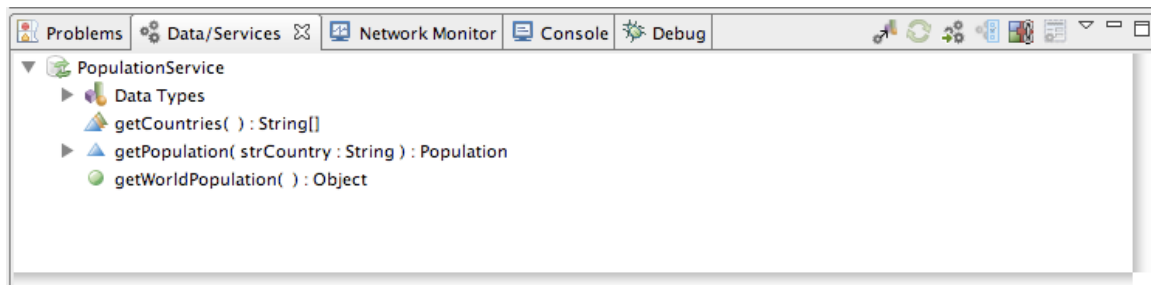 Problems Data/Services Network Monitor Console Debug
PopulationService
Data Types
getCountries( ) : String[]
getPopulation( strCountry : String ) : Population
getWorldPopulation( ) : Object